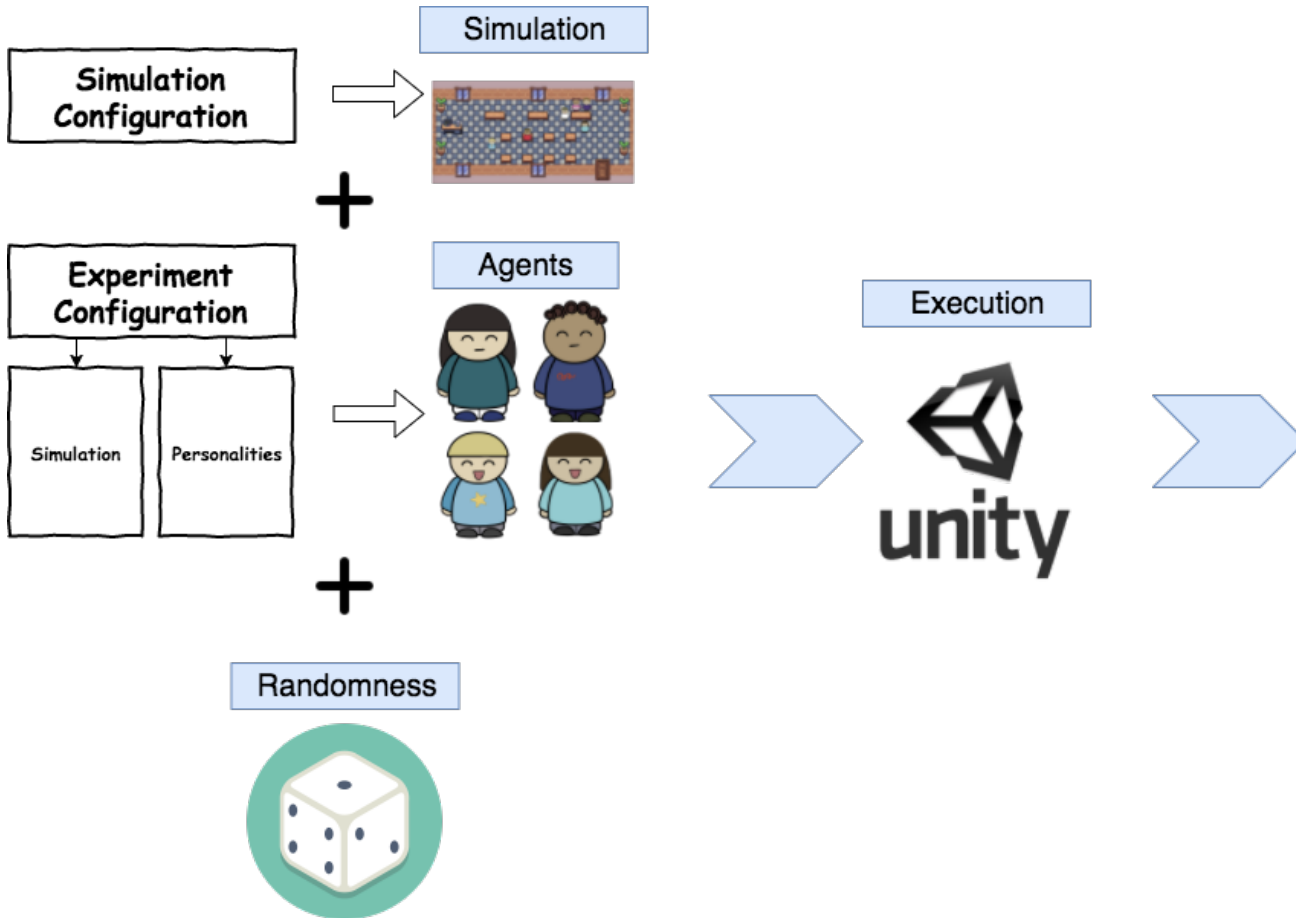 Simulation
Simulation
Configuration
Experiment
Configuration
Agents
Execution
Simulation
Personalities
unity
Randomness